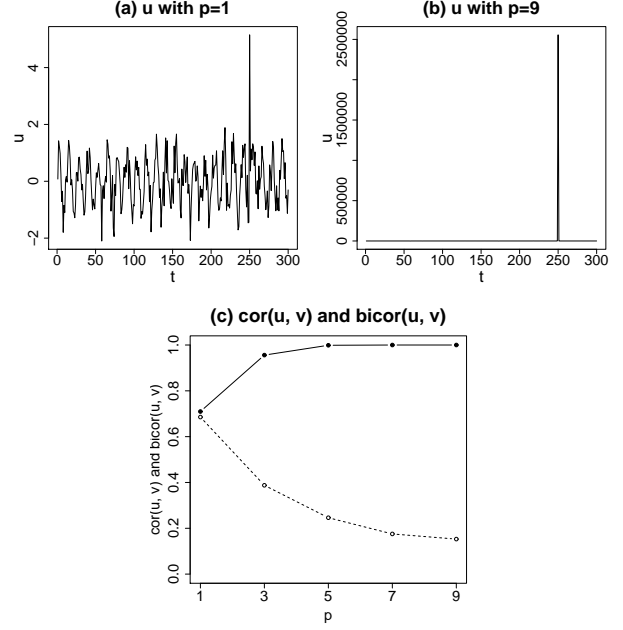 (a) u with p=1
u
4
2
0
−2
0 50 100 150 200 250 300
t
(b) u with p=9
u
2500000
1500000
500000
0
0 50 100 150 200 250 300
t
(c) cor(u, v) and bicor(u, v)
cor(u, v) and bicor(u, v)
1.0
0.8
0.6
0.4
0.2
0.0
1 3 5 7 9
p